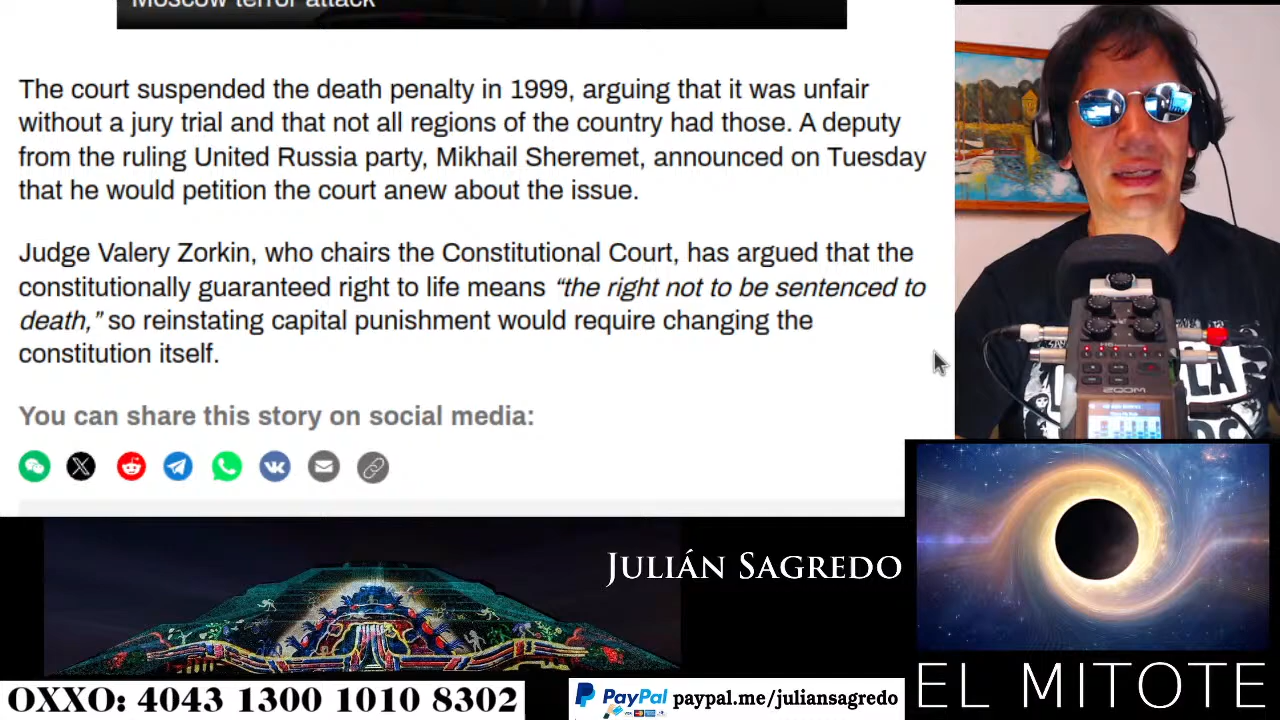 Moscow terror attack
The court suspended the death penalty in 1999, arguing that it was unfair
without a jury trial and that not all regions of the country had those. A deputy
from the ruling United Russia party, Mikhail Sheremet, announced on Tuesday
that he would petition the court anew about the issue.
Judge Valery Zorkin, who chairs the Constitutional Court, has argued that the
constitutionally guaranteed right to life means “the right not to be sentenced to
death,” so reinstating capital punishment would require changing the
constitution itself.
You can share this story on social media:
ZOOM
JULIÁN SAGREDO
EL MITOTE
OXXO: 4043 1300 1010 8302
PayPal paypal.me/juliansagredo